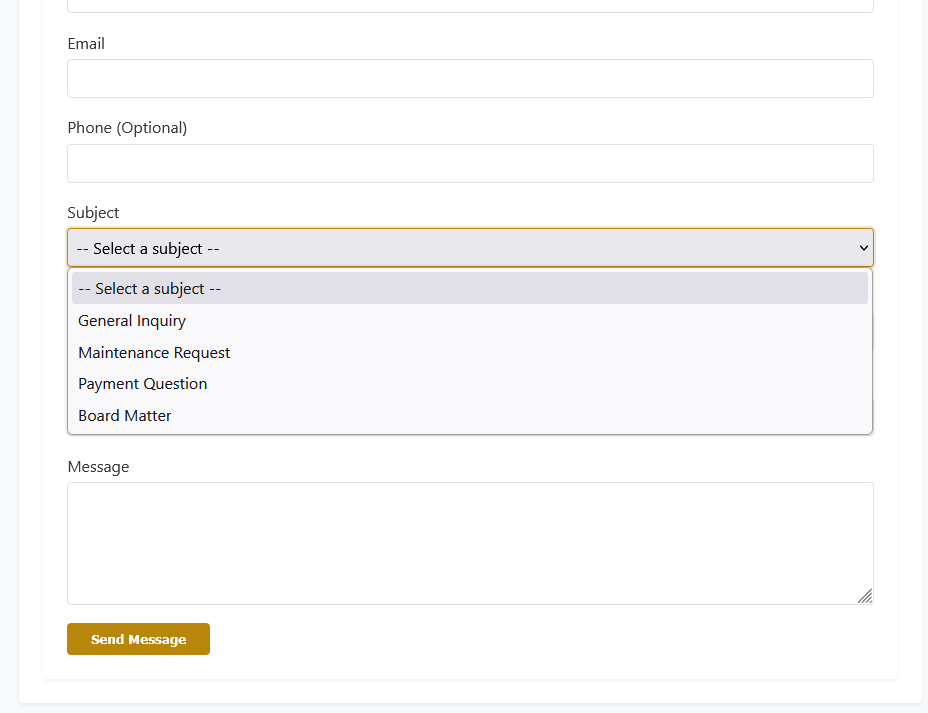 Email
Phone (Optional)
Subject
-- Select a subject --
-- Select a subject --
General Inquiry
Maintenance Request
Payment Question
Board Matter
Message
Send Message